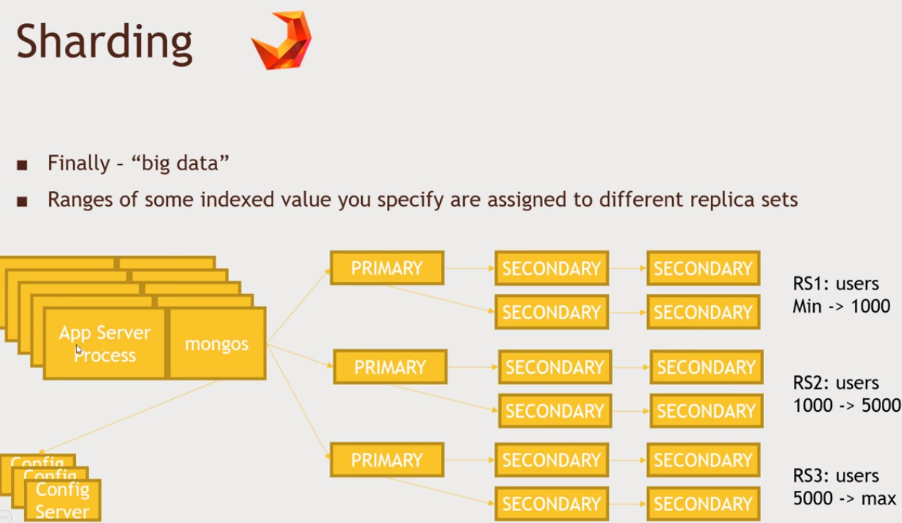 Sharding
■ Finally – “big data”
■ Ranges of some indexed value you specify are assigned to different replica sets
App Server
Process
mongos
PRIMARY
SECONDARY
SECONDARY
SECONDARY
SECONDARY
RS1: users
Min -> 1000
PRIMARY
SECONDARY
SECONDARY
SECONDARY
SECONDARY
RS2: users
1000 -> 5000
PRIMARY
SECONDARY
SECONDARY
SECONDARY
SECONDARY
RS3: users
5000 -> max
Config
Config
Config
Server